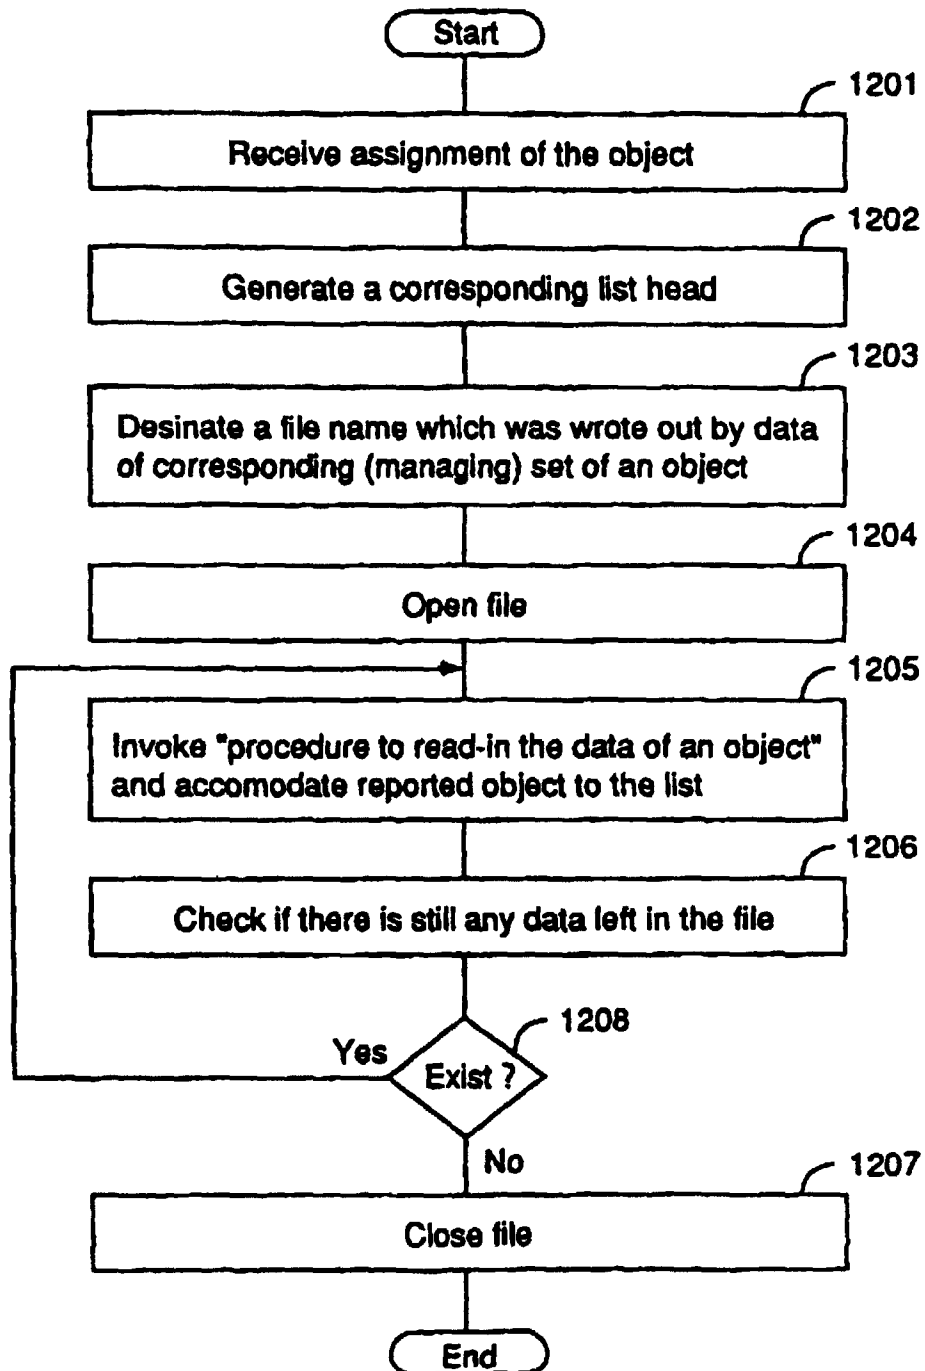 Start
1201
Receive assignment of the object
1202
Generate a corresponding list head
1203
Desinate a file name which was wrote out by data
of corresponding (managing) set of an object
1204
Open file
1205
Invoke "procedure to read-in the data of an object"
and accomodate reported object to the list
1206
Check if there is still any data left in the file
1208
Yes
Exist ?
No
1207
Close file
End